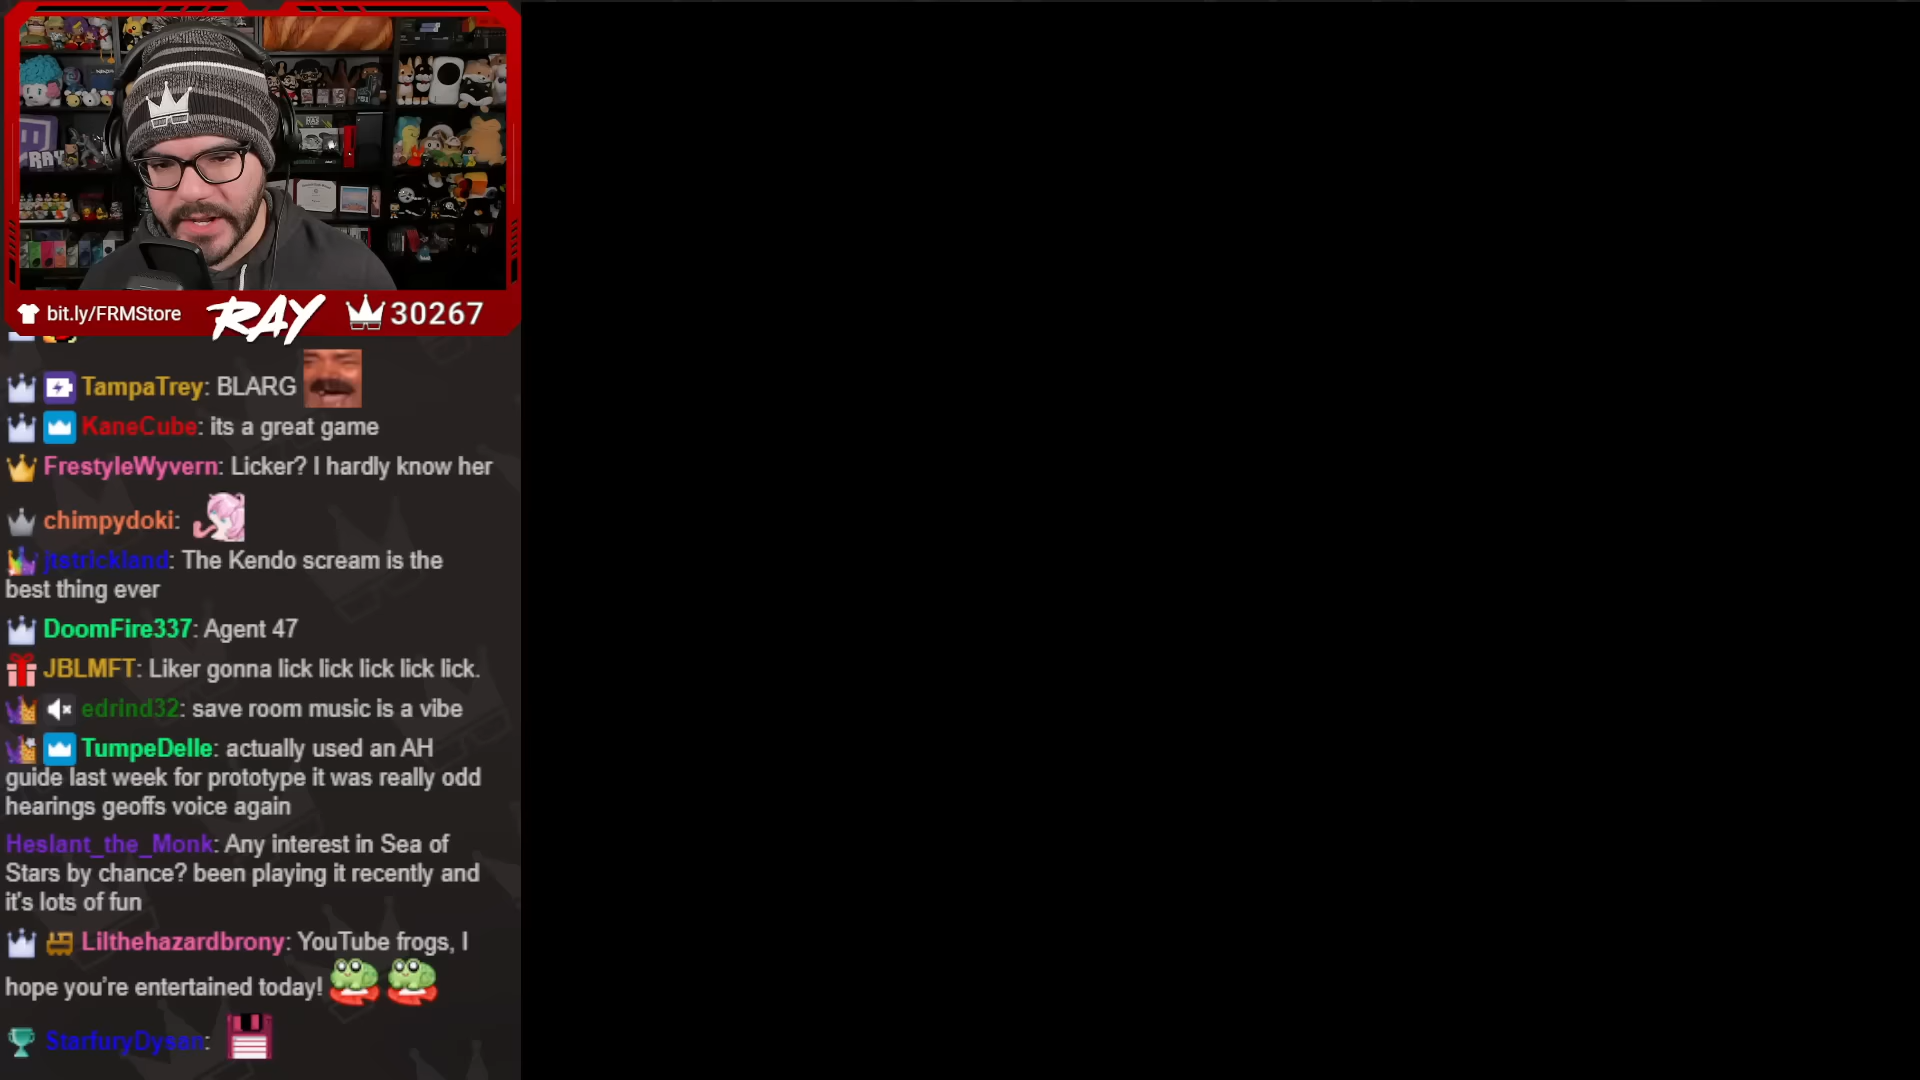 RAY
bit.ly/FRMStore RAY 30267
TampaTrey: BLARG
KaneCube: its a great game
FrestyleWyvern: Licker? I hardly know her
chimpydoki:
jtstrickland: The Kendo scream is the
best thing ever
DoomFire337: Agent 47
JBLMFT: Liker gonna lick lick lick lick lick.
edrind32: save room music is a vibe
TumpeDelle: actually used an AH
guide last week for prototype it was really odd
hearings geoffs voice again
Heslant_the_Monk: Any interest in Sea of
Stars by chance? been playing it recently and
it's lots of fun
Lilthehazardbrony: YouTube frogs, I
hope you're entertained today!
StarfuryDysan: